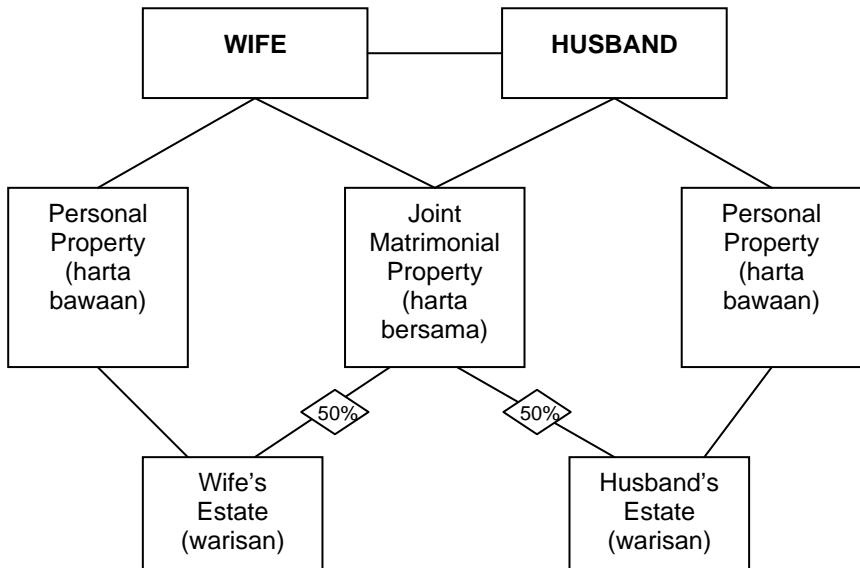 WIFE
HUSBAND
Personal
Property
(harta
bawaan)
Joint
Matrimonial
Property
(harta
bersama)
Personal
Property
(harta
bawaan)
50%
50%
Wife’s
Estate
(warisan)
Husband’s
Estate
(warisan)